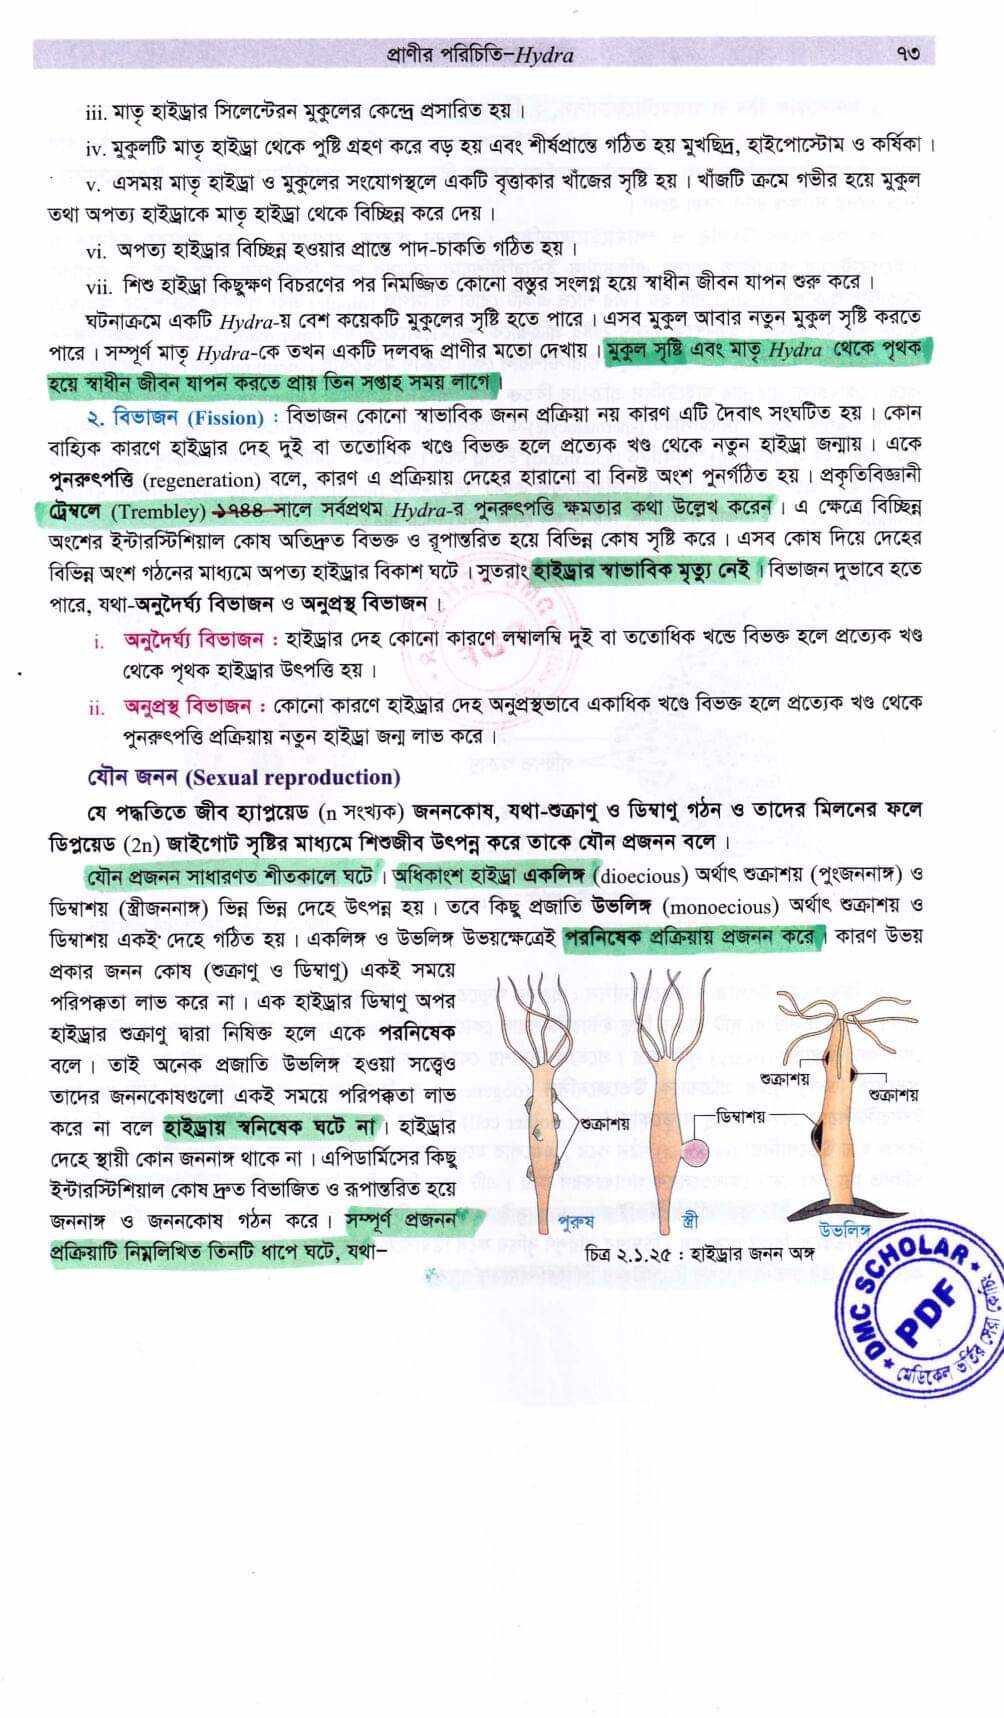 প্রাণীর পরিচিতি–Hydra
৭৩
iii. মাতৃ হাইড্রার সিলেন্টেরন মুকুলের কেন্দ্রে প্রসারিত হয়।
iv. মুকুলটি মাতৃ হাইড্রা থেকে পুষ্টি গ্রহণ করে বড় হয় এবং শীর্ষপ্রান্তে গঠিত হয় মুখছিদ্র, হাইপোস্টোম ও কর্ষিকা।
v. এসময় মাতৃ হাইড্রা ও মুকুলের সংযোগস্থলে একটি বৃত্তাকার খাঁজের সৃষ্টি হয়। খাঁজটি ক্রমে গভীর হয়ে মুকুল
তথা অপত্য হাইড্রাকে মাতৃ হাইড্রা থেকে বিচ্ছিন্ন করে দেয়।
vi. অপত্য হাইড্রার বিচ্ছিন্ন হওয়ার প্রান্তে পাদ-চাকতি গঠিত হয়।
vii. শিশু হাইড্রা কিছুক্ষণ বিচরণের পর নিমজ্জিত কোনো বস্তুর সংলগ্ন হয়ে স্বাধীন জীবন যাপন শুরু করে।
ঘটনাক্রমে একটি Hydra-য় বেশ কয়েকটি মুকুলের সৃষ্টি হতে পারে। এসব মুকুল আবার নতুন মুকুল সৃষ্টি করতে
পারে। সম্পূর্ণ মাতৃ Hydra-কে তখন একটি দলবদ্ধ প্রাণীর মতো দেখায়। মুকুল সৃষ্টি এবং মাতৃ Hydra থেকে পৃথক
হয়ে স্বাধীন জীবন যাপন করতে প্রায় তিন সপ্তাহ সময় লাগে।
২. বিভাজন (Fission) : বিভাজন কোনো স্বাভাবিক জনন প্রক্রিয়া নয় কারণ এটি দৈবাৎ সংঘটিত হয়। কোন
বাহ্যিক কারণে হাইড্রার দেহ দুই বা ততোধিক খণ্ডে বিভক্ত হলে প্রত্যেক খণ্ড থেকে নতুন হাইড্রা জন্মায়। একে
পুনরুৎপত্তি (regeneration) বলে, কারণ এ প্রক্রিয়ায় দেহের হারানো বা বিনষ্ট অংশ পুনর্গঠিত হয়। প্রকৃতিবিজ্ঞানী
ট্রেম্বলে (Trembley) ১৭৪৪ সালে সর্বপ্রথম Hydra-র পুনরুৎপত্তি ক্ষমতার কথা উল্লেখ করেন। এ ক্ষেত্রে বিচ্ছিন্ন
অংশের ইন্টারস্টিশিয়াল কোষ অতিদ্রুত বিভক্ত ও রূপান্তরিত হয়ে বিভিন্ন কোষ সৃষ্টি করে। এসব কোষ দিয়ে দেহের
বিভিন্ন অংশ গঠনের মাধ্যমে অপত্য হাইড্রার বিকাশ ঘটে। সুতরাং হাইড্রার স্বাভাবিক মৃত্যু নেই। বিভাজন দুভাবে হতে
পারে, যথা-অনুদৈর্ঘ্য বিভাজন ও অনুপ্রস্থ বিভাজন।
i. অনুদৈর্ঘ্য বিভাজন : হাইড্রার দেহ কোনো কারণে লম্বালম্বি দুই বা ততোধিক খন্ডে বিভক্ত হলে প্রত্যেক খণ্ড
থেকে পৃথক হাইড্রার উৎপত্তি হয়।
ii. অনুপ্রস্থ বিভাজন : কোনো কারণে হাইড্রার দেহ অনুপ্রস্থভাবে একাধিক খণ্ডে বিভক্ত হলে প্রত্যেক খণ্ড থেকে
পুনরুৎপত্তি প্রক্রিয়ায় নতুন হাইড্রা জন্ম লাভ করে।
যৌন জনন (Sexual reproduction)
যে পদ্ধতিতে জীব হ্যাপ্লয়েড (n সংখ্যক) জননকোষ, যথা-শুক্রাণু ও ডিম্বাণু গঠন ও তাদের মিলনের ফলে
ডিপ্লয়েড (2n) জাইগোট সৃষ্টির মাধ্যমে শিশুজীব উৎপন্ন করে তাকে যৌন প্রজনন বলে।
যৌন প্রজনন সাধারণত শীতকালে ঘটে। অধিকাংশ হাইড্রা একলিঙ্গ (dioecious) অর্থাৎ শুক্রাশয় (পুংজননাঙ্গ) ও
ডিম্বাশয় (স্ত্রীজননাঙ্গ) ভিন্ন ভিন্ন দেহে উৎপন্ন হয়। তবে কিছু প্রজাতি উভলিঙ্গ (monoecious) অর্থাৎ শুক্রাশয় ও
ডিম্বাশয় একই দেহে গঠিত হয়। একলিঙ্গ ও উভলিঙ্গ উভয়ক্ষেত্রেই পরনিষেক প্রক্রিয়ায় প্রজনন করে। কারণ উভয়
প্রকার জনন কোষ (শুক্রাণু ও ডিম্বাণু) একই সময়ে
পরিপক্কতা লাভ করে না। এক হাইড্রার ডিম্বাণু অপর
হাইড্রার শুক্রাণু দ্বারা নিষিক্ত হলে একে পরনিষেক
বলে। তাই অনেক প্রজাতি উভলিঙ্গ হওয়া সত্ত্বেও
তাদের জননকোষগুলো একই সময়ে পরিপক্কতা লাভ
করে না বলে হাইড্রায় স্বনিষেক ঘটে না। হাইড্রার
দেহে স্থায়ী কোন জননাঙ্গ থাকে না। এপিডার্মিসের কিছু
ইন্টারস্টিশিয়াল কোষ দ্রুত বিভাজিত ও রূপান্তরিত হয়ে
জননাঙ্গ ও জননকোষ গঠন করে। সম্পূর্ণ প্রজনন
প্রক্রিয়াটি নিম্নলিখিত তিনটি ধাপে ঘটে, যথা–
শুক্রাশয়
শুক্রাশয়
শুক্রাশয়
ডিম্বাশয়
পুরুষ
স্ত্রী
উভলিঙ্গ
চিত্র ২.১.২৫ : হাইড্রার জনন অঙ্গ
DMC SCHOLAR
PDF
মেডিকেল ভর্তির সেরা কোচিং